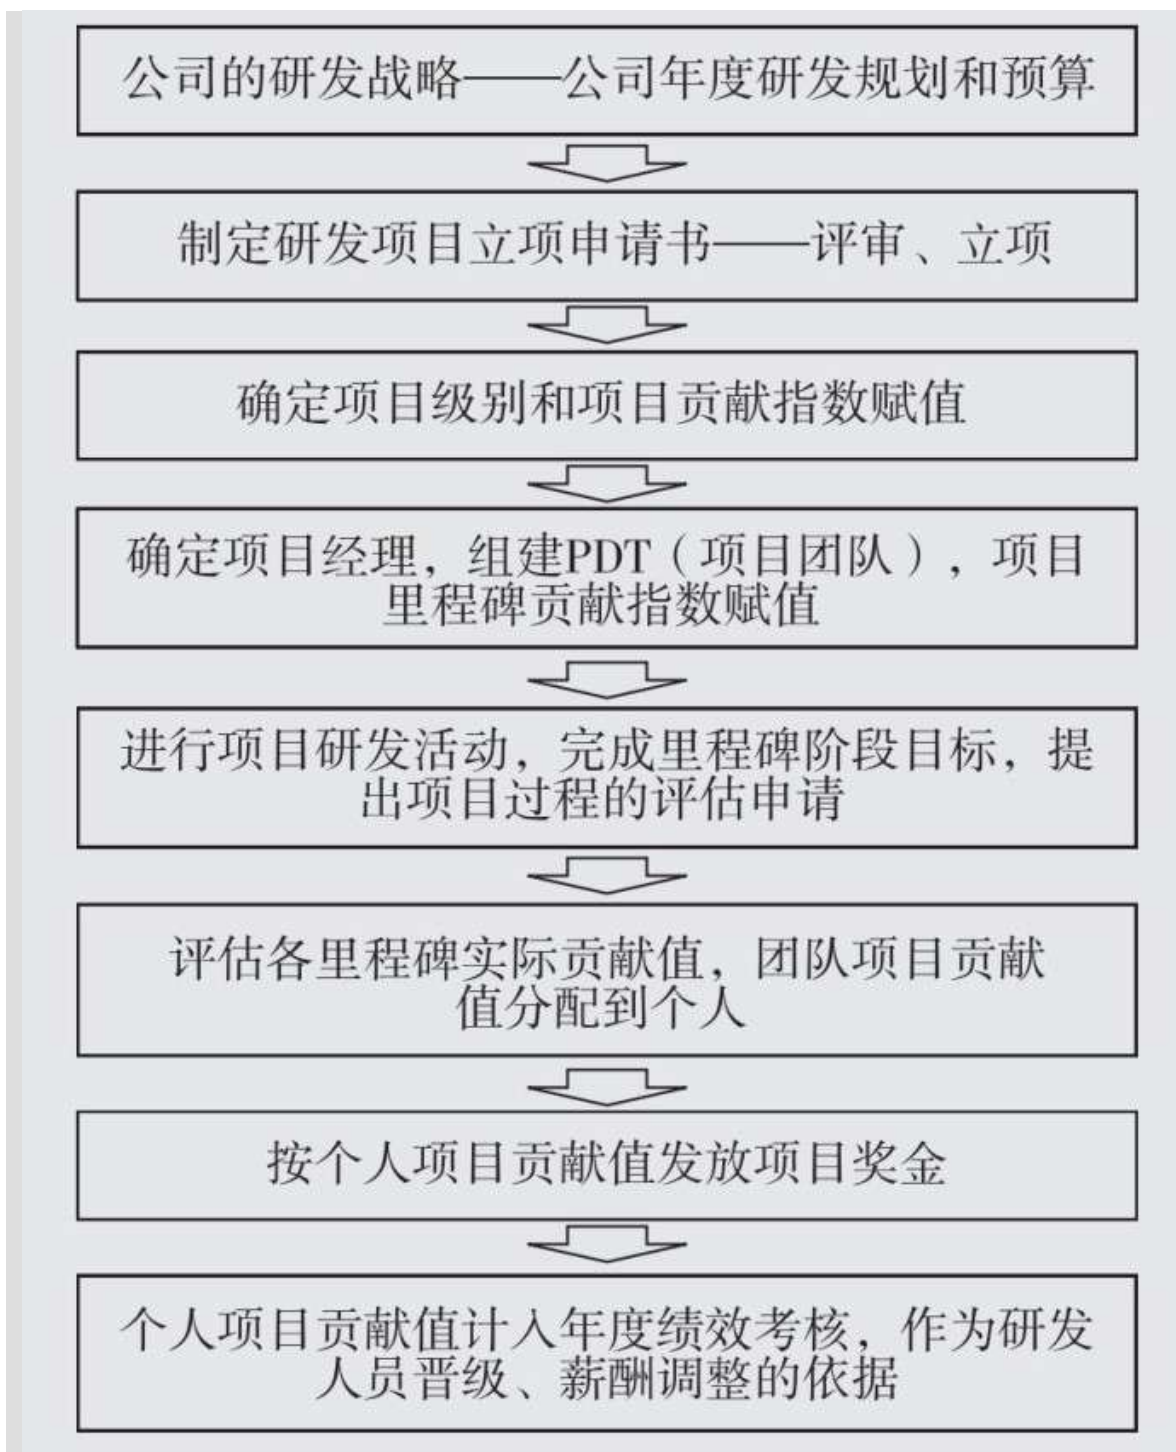 公司的研发战略——公司年度研发规划和预算
制定研发项目立项申请书——评审、立项
确定项目级别和项目贡献指数赋值
确定项目经理，组建PDT（项目团队），项目
里程碑贡献指数赋值
进行项目研发活动，完成里程碑阶段目标，提
出项目过程的评估申请
评估各里程碑实际贡献值，团队项目贡献
值分配到个人
按个人项目贡献值发放项目奖金
个人项目贡献值计入年度绩效考核，作为研发
人员晋级、薪酬调整的依据